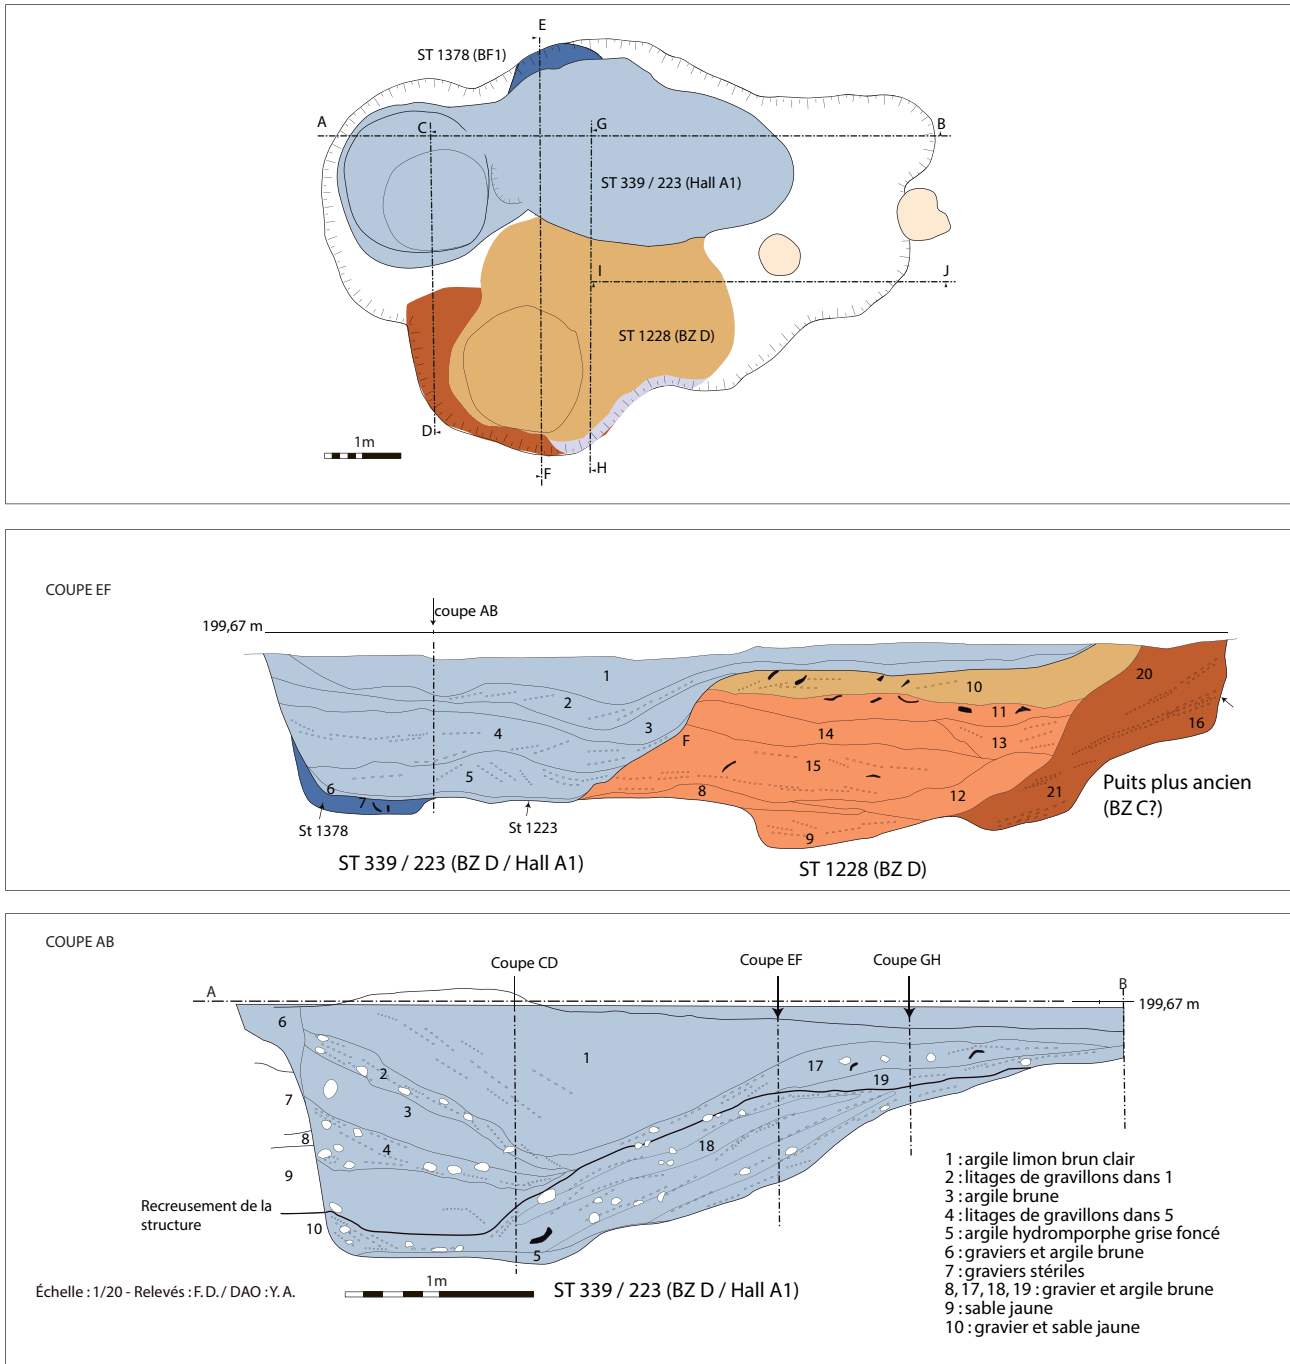 E
ST 1378 (BF1)
A
C
G
B
ST 339 / 223 (Hall A1)
I
J
ST 1228 (BZ D)
D
1m
F
H
COUPE EF
coupe AB
199,67 m
1
2
3
4
5
6
7
F
8
9
10
11
12
13
14
15
16
20
21
Puits plus ancien
(BZ C?)
St 1378
St 1223
ST 339 / 223 (BZ D / Hall A1)
ST 1228 (BZ D)
COUPE AB
Coupe CD
Coupe EF
Coupe GH
A
B
199,67 m
6
1
2
17
19
7
3
18
8
4
9
Recreusement de la
structure
10
5
1 : argile limon brun clair
2 : litages de gravillons dans 1
3 : argile brune
4 : litages de gravillons dans 5
5 : argile hydromporphe grise foncé
6 : graviers et argile brune
7 : graviers stériles
8, 17, 18, 19 : gravier et argile brune
9 : sable jaune
10 : gravier et sable jaune
Échelle : 1/20 - Relevés : F. D. / DAO : Y. A.
1m
ST 339 / 223 (BZ D / Hall A1)